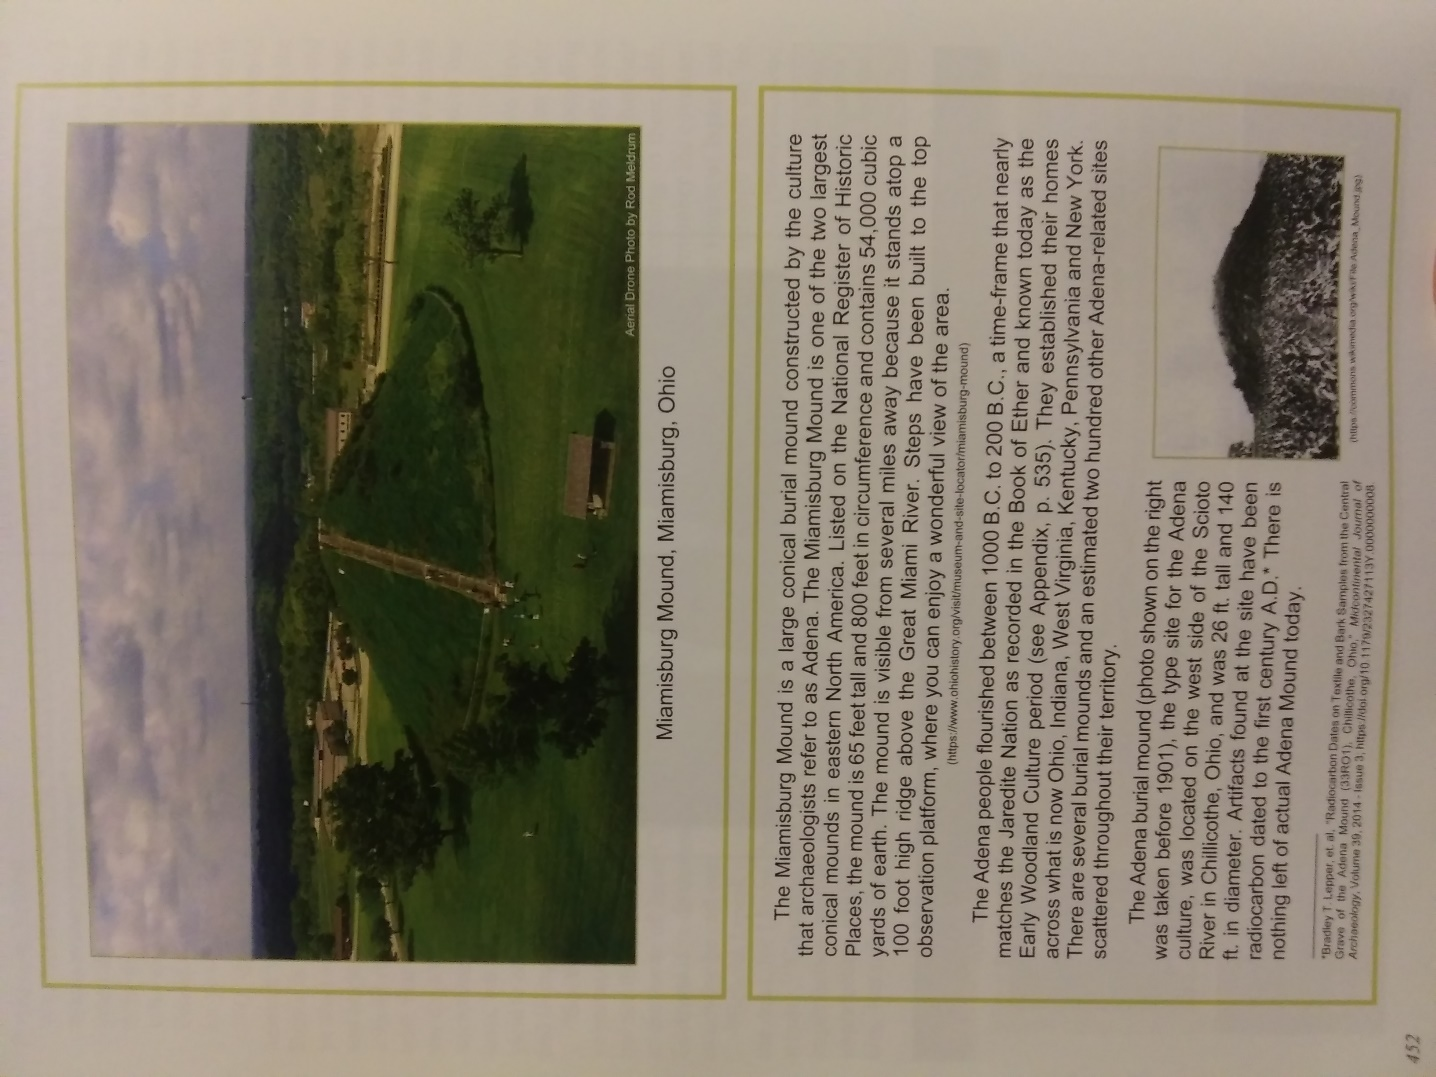 Aerial Drone Photo by Rod Meldrum
Miamisburg Mound, Miamisburg, Ohio
The Miamisburg Mound is a large conical burial mound constructed by the culture
that archaeologists refer to as Adena. The Miamisburg Mound is one of the two largest
conical mounds in eastern North America. Listed on the National Register of Historic
Places, the mound is 65 feet tall and 800 feet in circumference and contains 54,000 cubic
yards of earth. The mound is visible from several miles away because it stands atop a
100 foot high ridge above the Great Miami River. Steps have been built to the top
observation platform, where you can enjoy a wonderful view of the area.
(https://www.ohiohistory.org/visit/museum-and-site-locator/miamisburg-mound)
The Adena people flourished between 1000 B.C. to 200 B.C., a time-frame that nearly
matches the Jaredite Nation as recorded in the Book of Ether and known today as the
Early Woodland Culture period (see Appendix, p. 535). They established their homes
across what is now Ohio, Indiana, West Virginia, Kentucky, Pennsylvania and New York.
There are several burial mounds and an estimated two hundred other Adena-related sites
scattered throughout their territory.
The Adena burial mound (photo shown on the right
was taken before 1901), the type site for the Adena
culture, was located on the west side of the Scioto
River in Chillicothe, Ohio, and was 26 ft. tall and 140
ft. in diameter. Artifacts found at the site have been
radiocarbon dated to the first century A.D.* There is
nothing left of actual Adena Mound today.
(https://commons.wikimedia.org/wiki/File:Adena_Mound.jpg)
*Bradley T. Lepper, et. al, "Radiocarbon Dates on Textile and Bark Samples from the Central
Grave of the Adena Mound (33RO1), Chillicothe, Ohio," Midcontinental Journal of
Archaeology, Volume 39, 2014 - Issue 3, https://doi.org/10.1179/2327427113Y.0000000008.
452